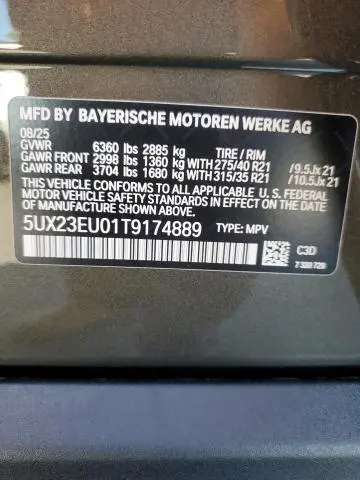 MFD BY BAYERISCHE MOTOREN WERKE AG
08/25
GVWR 6360 lbs 2885 kg TIRE / RIM
GAWR FRONT 2998 lbs 1360 kg WITH 275/40 R21 /9.5Jx21
GAWR REAR 3704 lbs 1680 kg WITH 315/35 R21 /10.5Jx21
THIS VEHICLE CONFORMS TO ALL APPLICABLE U. S. FEDERAL
MOTOR VEHICLE SAFETY STANDARDS IN EFFECT ON THE DATE
OF MANUFACTURE SHOWN ABOVE.
5UX23EU01T9174889 TYPE: MPV
C3D